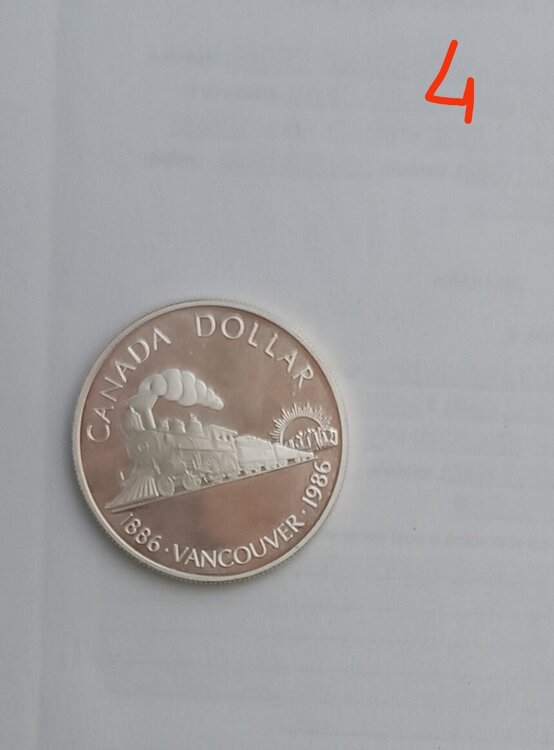 4
CANADA DOLLAR
1886 · VANCOUVER · 1986